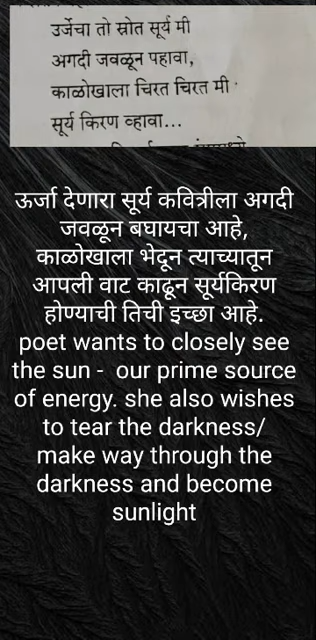 उर्जेचा तो स्रोत सूर्य मी
अगदी जवळून पहावा,
काळोखाला चिरत चिरत मी
सूर्य किरण व्हावा...
ऊर्जा देणारा सूर्य कवित्रीला अगदी
जवळून बघायचा आहे,
काळोखाला भेदून त्याच्यातून
आपली वाट काढून सूर्यकिरण
होण्याची तिची इच्छा आहे.
poet wants to closely see
the sun - our prime source
of energy. she also wishes
to tear the darkness/
make way through the
darkness and become
sunlight